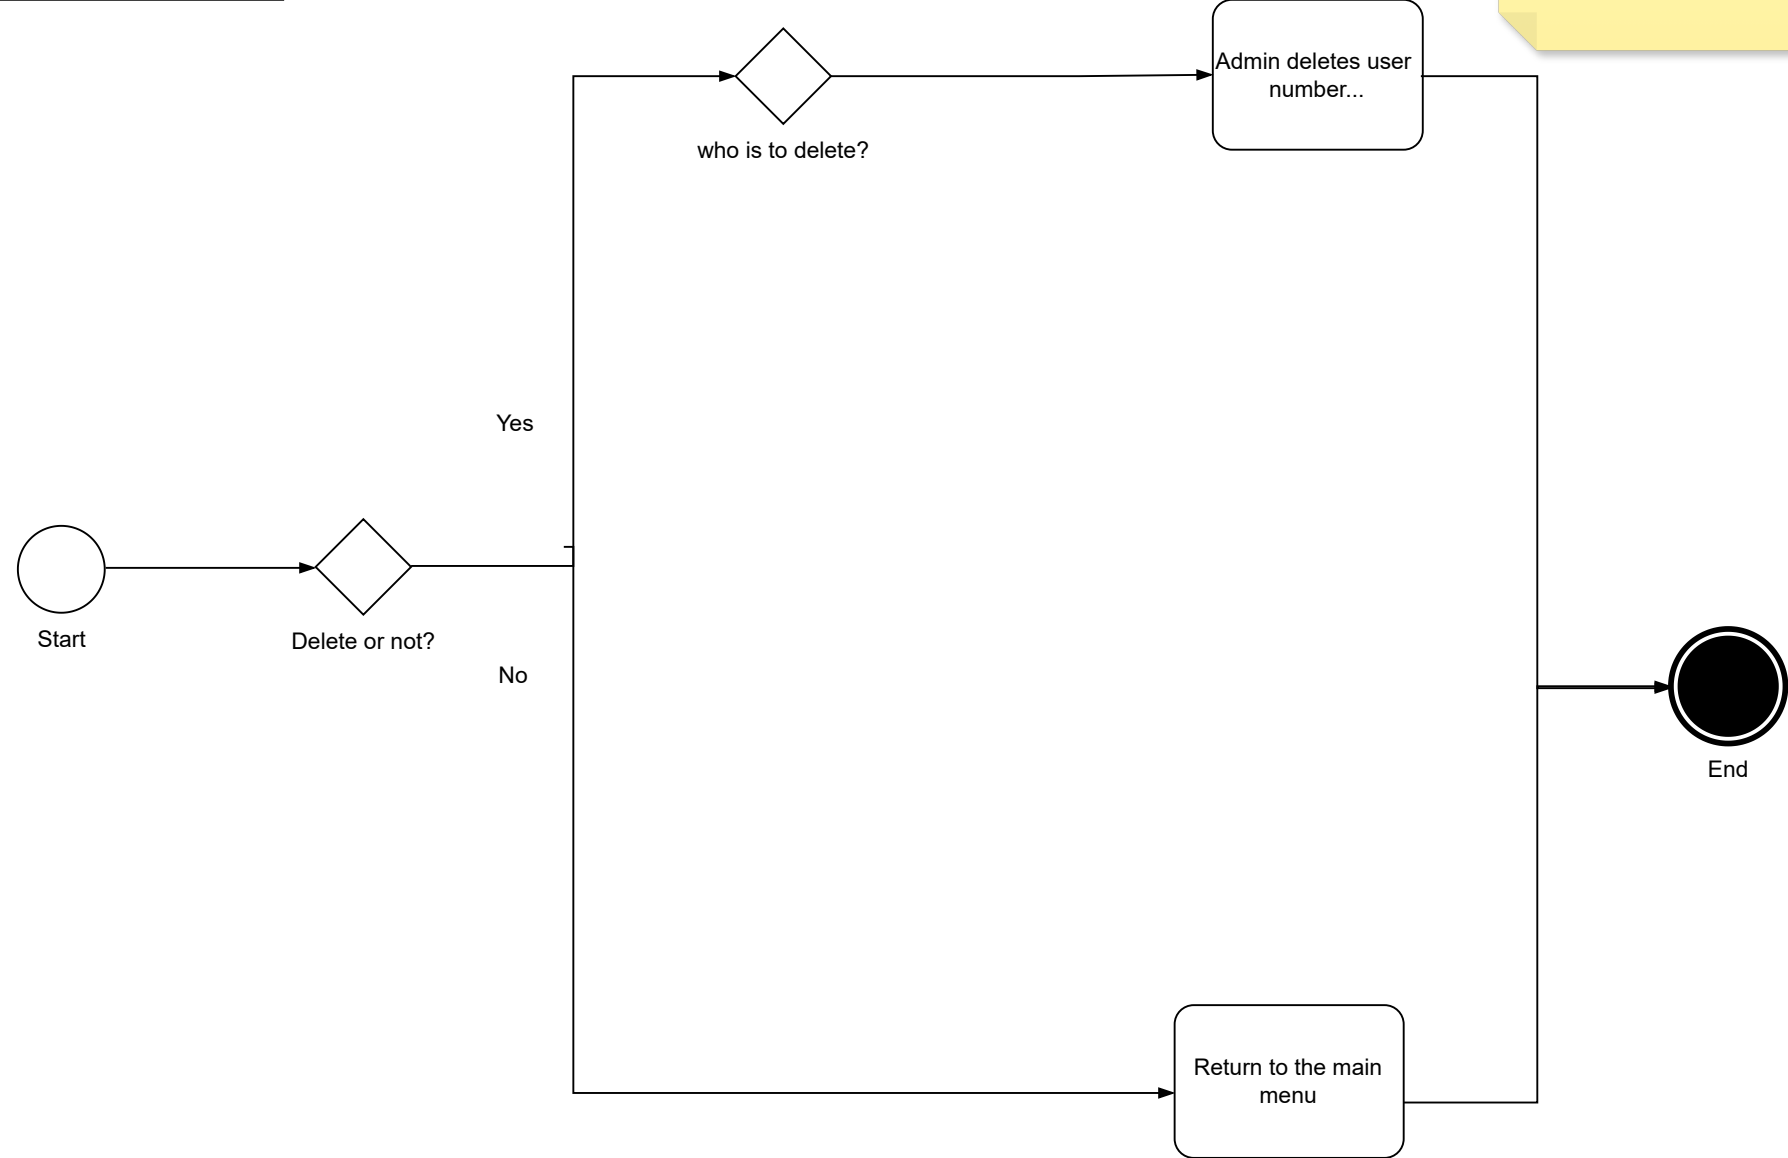 Admin deletes user
number...
who is to delete?
Yes
Start
Delete or not?
No
End
Return to the main
menu